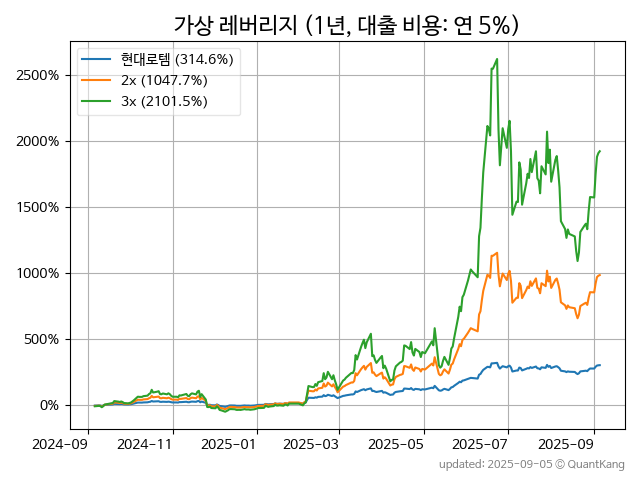 가상 레버리지 (1년, 대출 비용: 연 5%)
현대로템 (314.6%)
2x (1047.7%)
3x (2101.5%)
2500%
2000%
1500%
1000%
500%
0%
2024-09 2024-11 2025-01 2025-03 2025-05 2025-07 2025-09
updated: 2025-09-05 © QuantKang